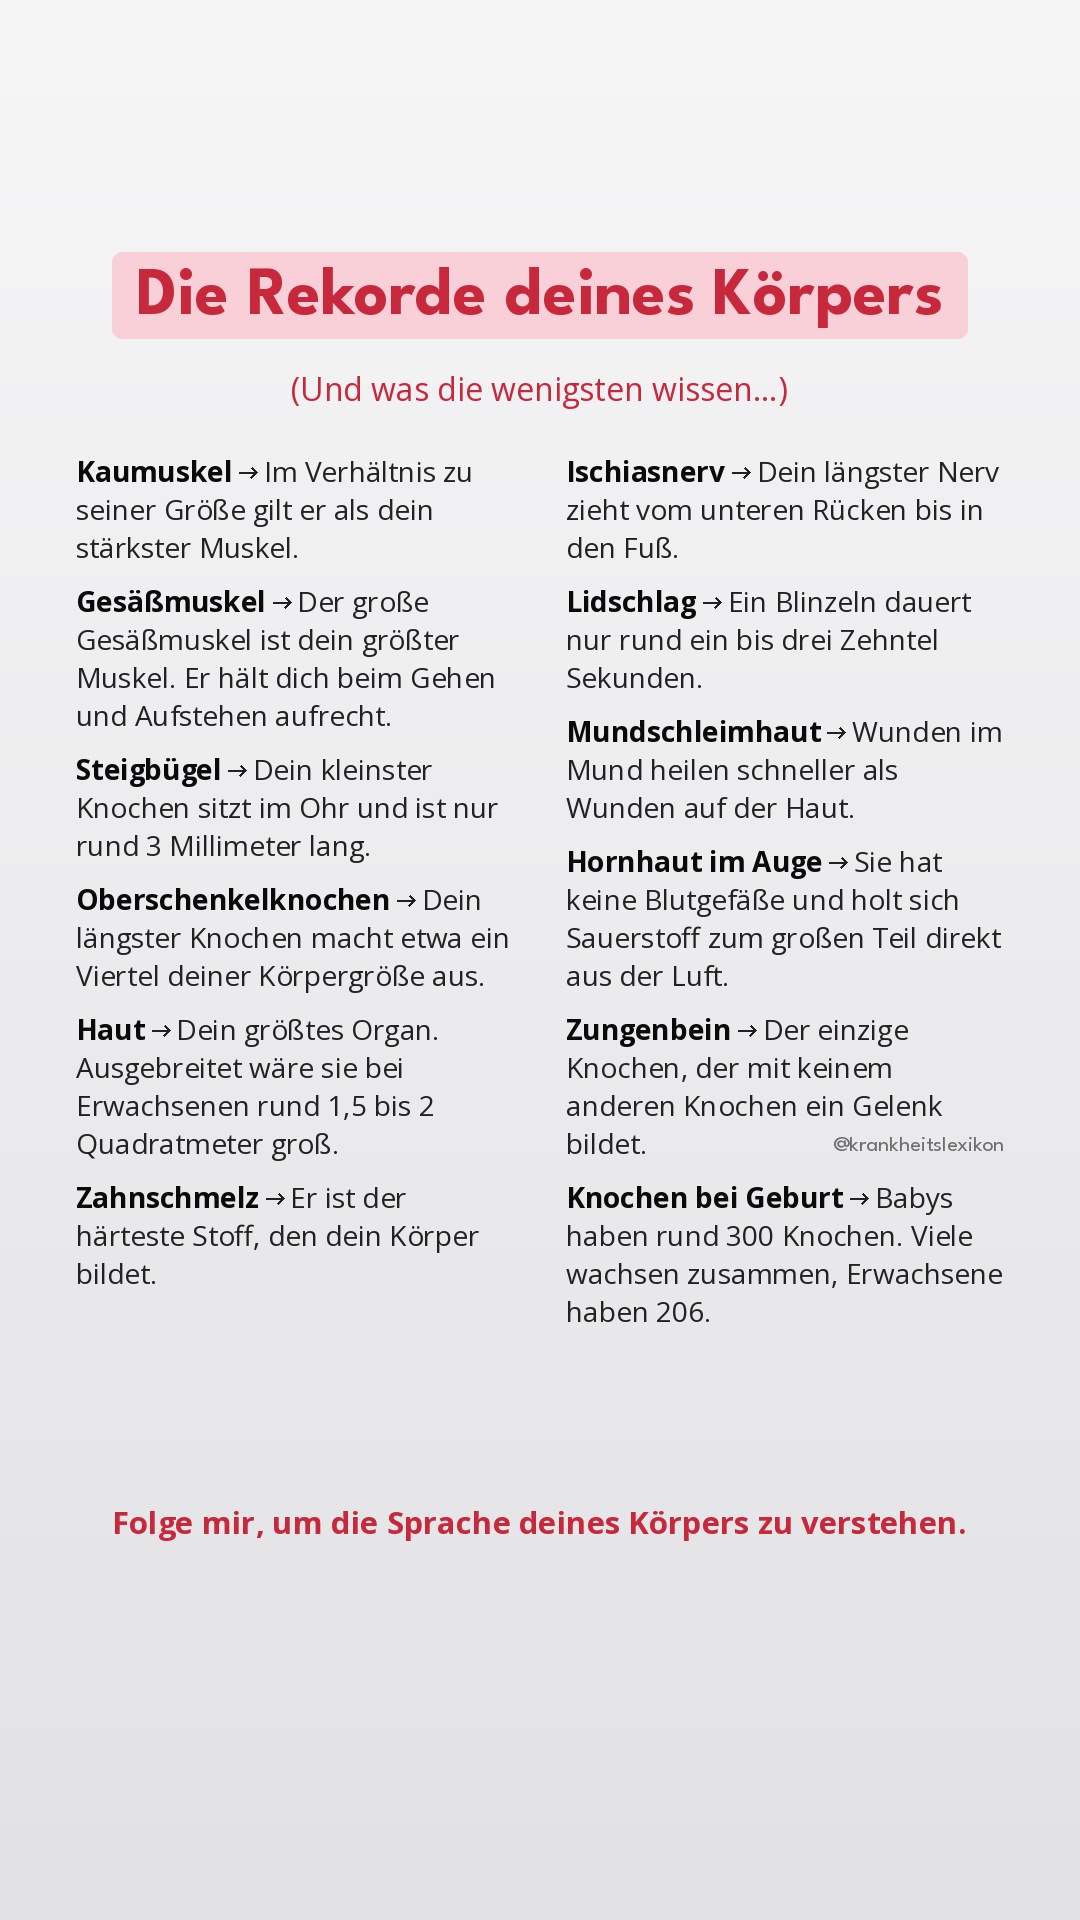 Die Rekorde deines Körpers
(Und was die wenigsten wissen...)
Kaumuskel → Im Verhältnis zu
seiner Größe gilt er als dein
stärkster Muskel.
Gesäßmuskel → Der große
Gesäßmuskel ist dein größter
Muskel. Er hält dich beim Gehen
und Aufstehen aufrecht.
Steigbügel → Dein kleinster
Knochen sitzt im Ohr und ist nur
rund 3 Millimeter lang.
Oberschenkelknochen → Dein
längster Knochen macht etwa ein
Viertel deiner Körpergröße aus.
Haut → Dein größtes Organ.
Ausgebreitet wäre sie bei
Erwachsenen rund 1,5 bis 2
Quadratmeter groß.
Zahnschmelz → Er ist der
härteste Stoff, den dein Körper
bildet.
Ischiasnerv → Dein längster Nerv
zieht vom unteren Rücken bis in
den Fuß.
Lidschlag → Ein Blinzeln dauert
nur rund ein bis drei Zehntel
Sekunden.
Mundschleimhaut → Wunden im
Mund heilen schneller als
Wunden auf der Haut.
Hornhaut im Auge → Sie hat
keine Blutgefäße und holt sich
Sauerstoff zum großen Teil direkt
aus der Luft.
Zungenbein → Der einzige
Knochen, der mit keinem
anderen Knochen ein Gelenk
bildet.
@krankheitslexikon
Knochen bei Geburt → Babys
haben rund 300 Knochen. Viele
wachsen zusammen, Erwachsene
haben 206.
Folge mir, um die Sprache deines Körpers zu verstehen.